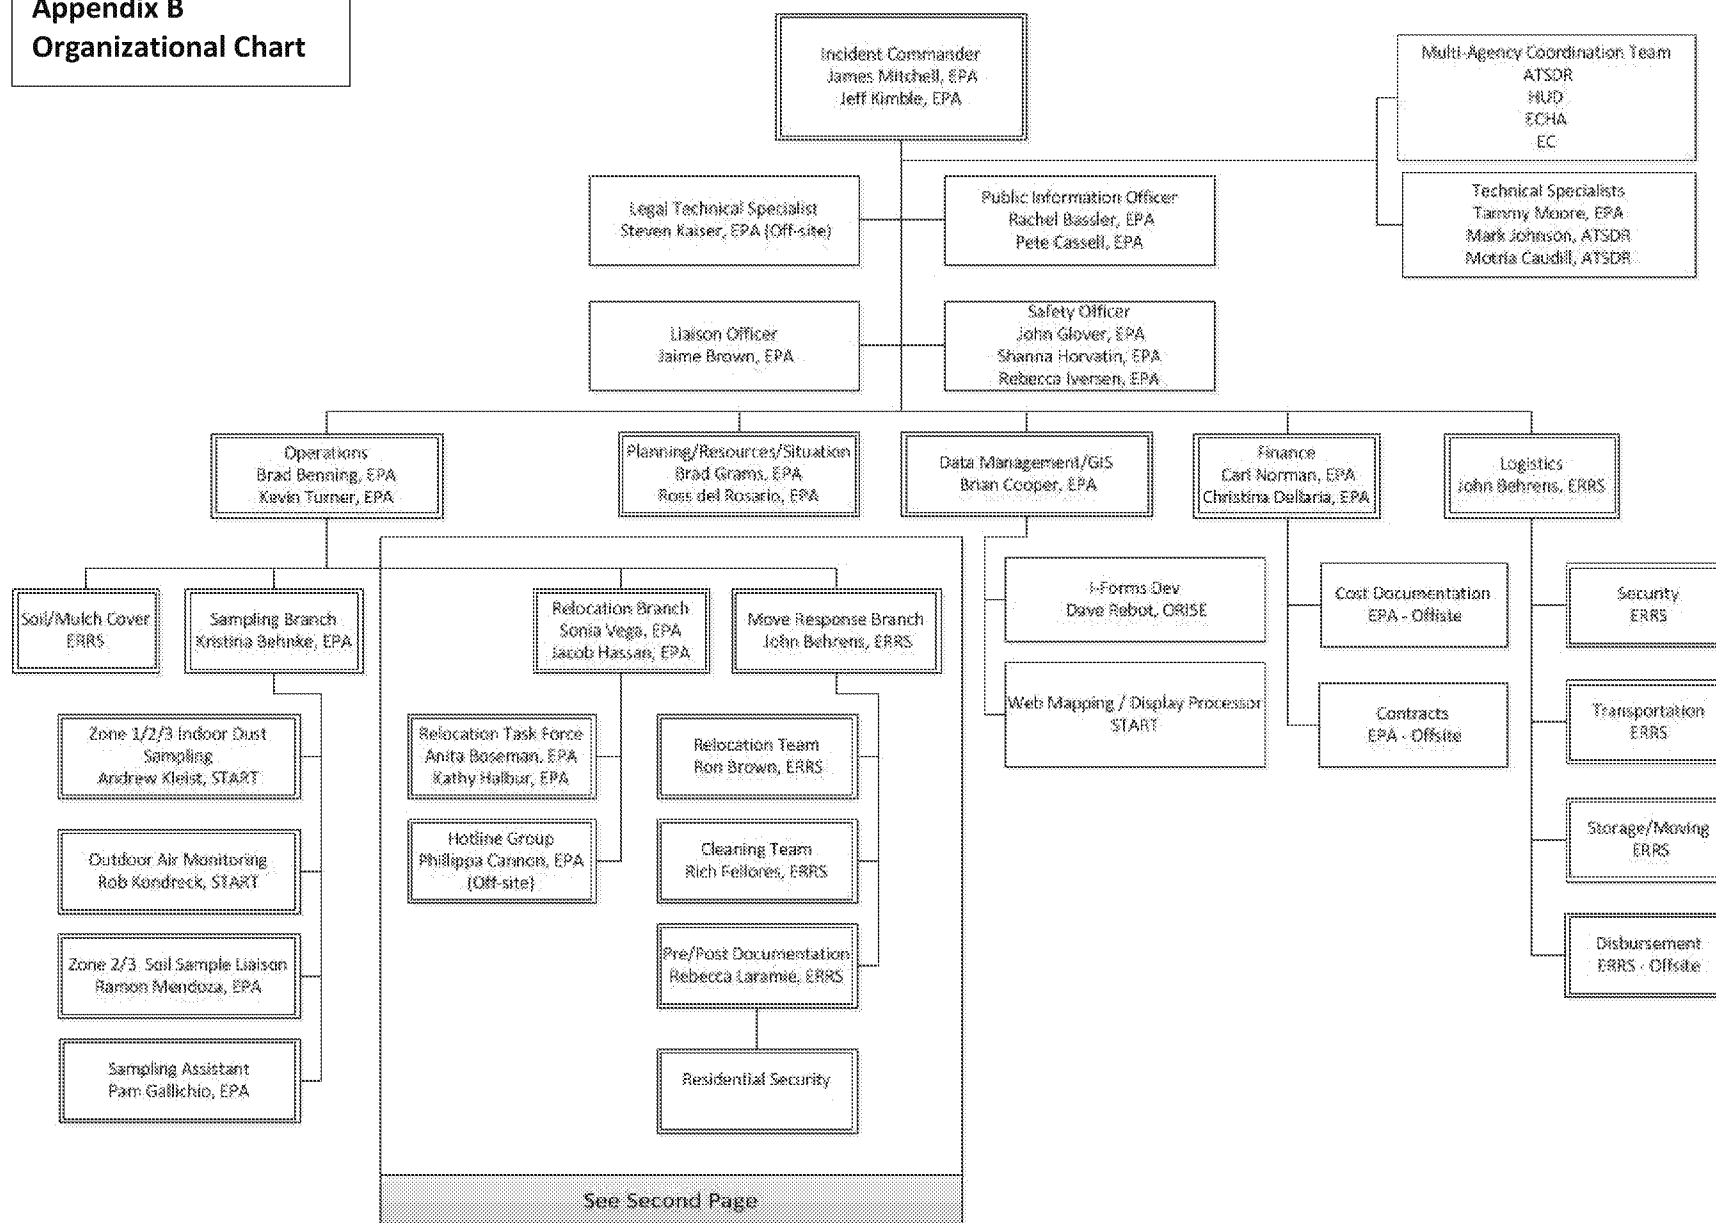 Appendix B
Organizational Chart
Incident Commander
James Mitchell, EPA
Jeff Kimble, EPA
Multi-Agency Coordination Team
ATSDR
HUD
ECHA
EC
Technical Specialists
Tammy Moore, EPA
Mark Johnson, ATSDR
Motria Caudill, ATSDR
Legal Technical Specialist
Steven Kaiser, EPA (Off-site)
Public Information Officer
Rachel Bassler, EPA
Pete Cassell, EPA
Liaison Officer
Jaime Brown, EPA
Safety Officer
John Glover, EPA
Shanna Horvatin, EPA
Rebecca Iversen, EPA
Operations
Brad Benning, EPA
Kevin Turner, EPA
Planning/Resources/Situation
Brad Grams, EPA
Ross del Rosario, EPA
Data Management/GIS
Brian Cooper, EPA
Finance
Carl Norman, EPA
Christina Dellaria, EPA
Logistics
John Behrens, ERRS
Soil/Mulch Cover
ERRS
Sampling Branch
Kristina Behnke, EPA
Relocation Branch
Sonia Vega, EPA
Jacob Hassan, EPA
Move Response Branch
John Behrens, ERRS
I-Forms Dev
Dave Rebot, ORISE
Cost Documentation
EPA - Offsite
Security
ERRS
Zone 1/2/3 Indoor Dust
Sampling
Andrew Kleist, START
Relocation Task Force
Anita Boseman, EPA
Kathy Halbur, EPA
Relocation Team
Ron Brown, ERRS
Web Mapping / Display Processor
START
Contracts
EPA - Offsite
Transportation
ERRS
Outdoor Air Monitoring
Rob Kondreck, START
Hotline Group
Phillippa Cannon, EPA
(Off-site)
Cleaning Team
Rich Fellores, ERRS
Storage/Moving
ERRS
Zone 2/3 Soil Sample Liaison
Ramon Mendoza, EPA
Pre/Post Documentation
Rebecca Laramie, ERRS
Disbursement
ERRS - Offsite
Sampling Assistant
Pam Gallichio, EPA
Residential Security
See Second Page